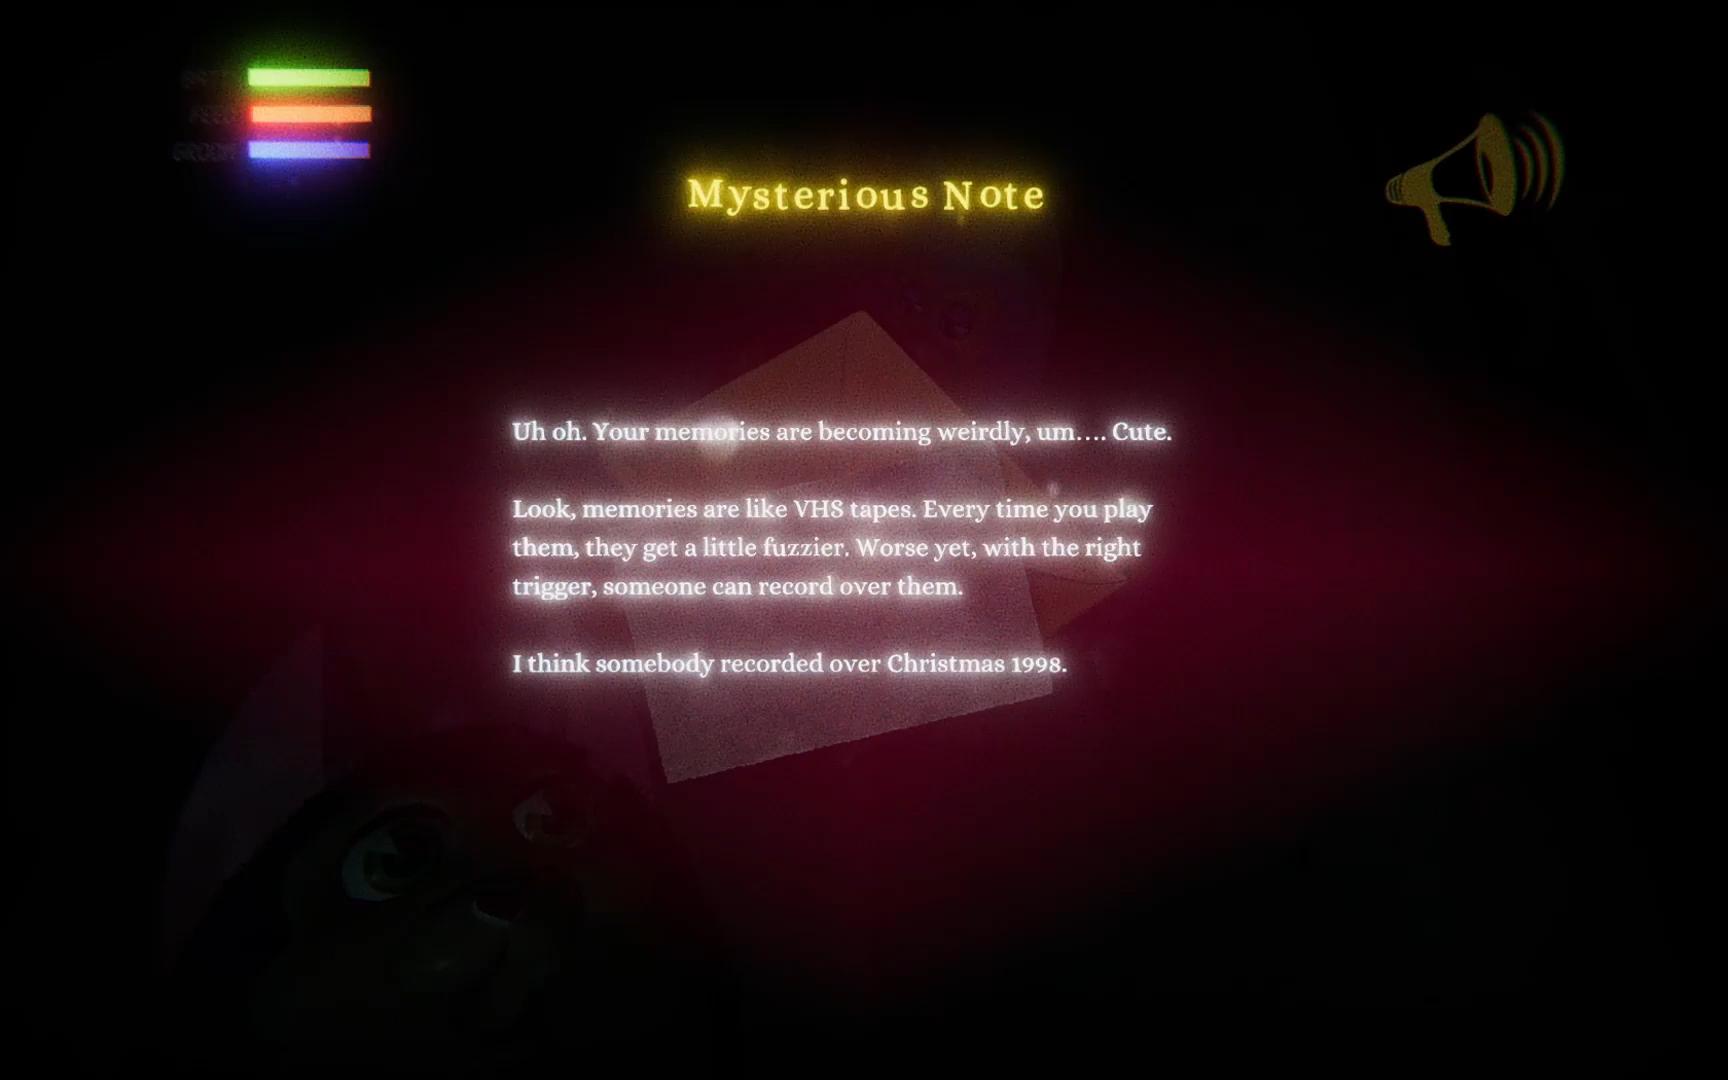 FEED
GROOM
Mysterious Note
Uh oh. Your memories are becoming weirdly, um.... Cute.
Look, memories are like VHS tapes. Every time you play
them, they get a little fuzzier. Worse yet, with the right
trigger, someone can record over them.
I think somebody recorded over Christmas 1998.